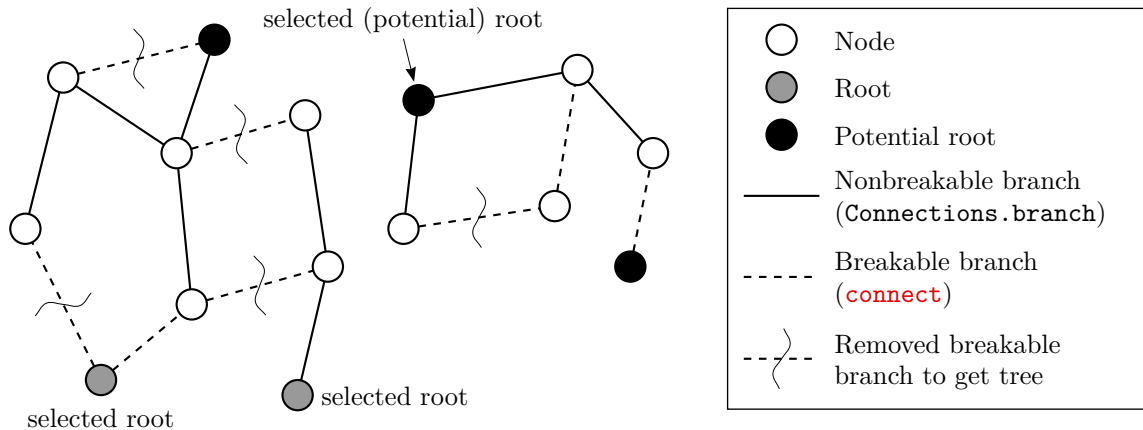 selected (potential) root
selected root
selected root
Node
Root
Potential root
Nonbreakable branch
(Connections.branch)
Breakable branch
(connect)
Removed breakable
branch to get tree